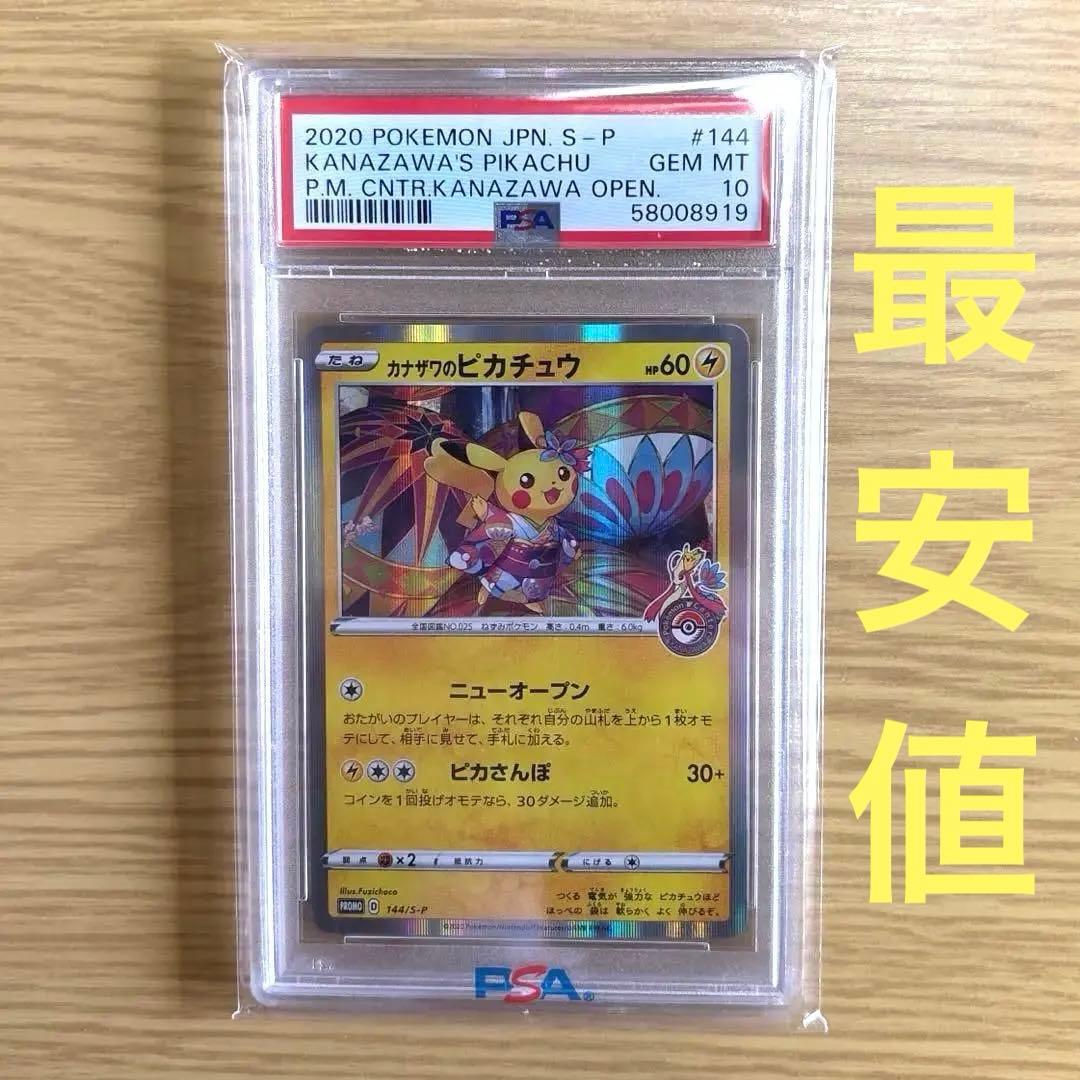 2020 POKEMON JPN. S-P #144
KANAZAWA'S PIKACHU GEM MT
P.M. CNTR.KANAZAWA OPEN. 10
58008919
PSA
最安値
たね カナザワのピカチュウ HP60
全国図鑑NO.025 ねずみポケモン 高さ:0.4m 重さ:6.0kg
Pokémon Center
KANAZAWA
ニューオープン
おたがいのプレイヤーは、それぞれ自分の山札を上から1枚オモ
テにして、相手に見せて、手札に加える。
ピカさんぽ 30+
コインを1回投げオモテなら、30ダメージ追加。
弱点 ×2 抵抗力 にげる
Illus.Fuzichoco
PROMO D 144/S-P
つくる 電気が 強力な ピカチュウほど
ほっぺの 袋は 軟らかく よく 伸びるぞ。
©2020 Pokémon/Nintendo/Creatures/GAME FREAK.
PSA®